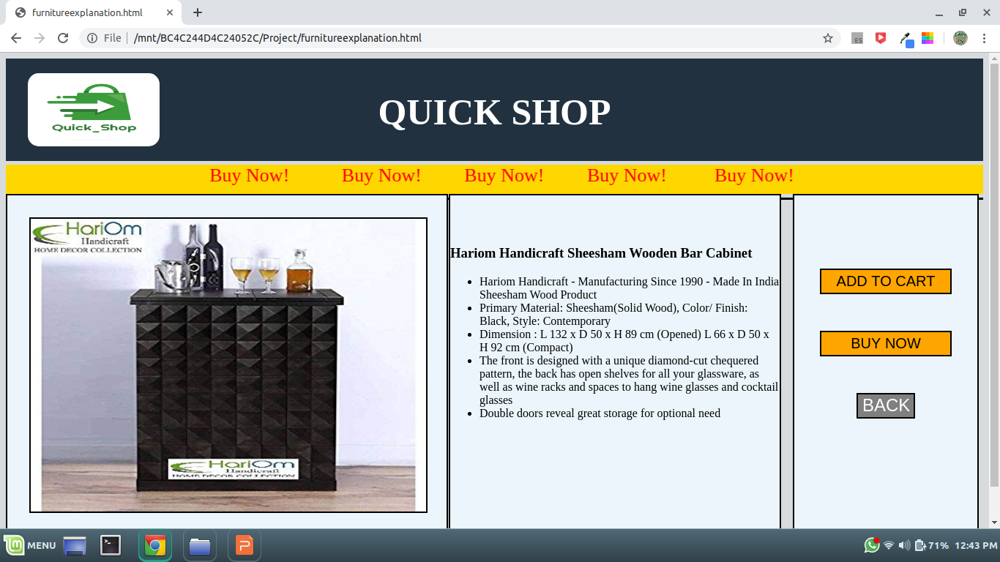 furnitureexplanation.html
File
/mnt/BC4C244D4C24052C/Project/furnitureexplanation.html
ES
Quick_Shop
QUICK SHOP
Buy Now! Buy Now! Buy Now! Buy Now! Buy Now!
HariOm
Handicraft
HOME DECOR COLLECTION
HariOm
Handicraft
HOME DECOR COLLECTION
Hariom Handicraft Sheesham Wooden Bar Cabinet
Hariom Handicraft - Manufacturing Since 1990 - Made In India
Sheesham Wood Product
Primary Material: Sheesham(Solid Wood), Color/ Finish:
Black, Style: Contemporary
Dimension : L 132 x D 50 x H 89 cm (Opened) L 66 x D 50 x
H 92 cm (Compact)
The front is designed with a unique diamond-cut chequered
pattern, the back has open shelves for all your glassware, as
well as wine racks and spaces to hang wine glasses and cocktail
glasses
Double doors reveal great storage for optional need
ADD TO CART
BUY NOW
BACK
MENU
71% 12:43 PM